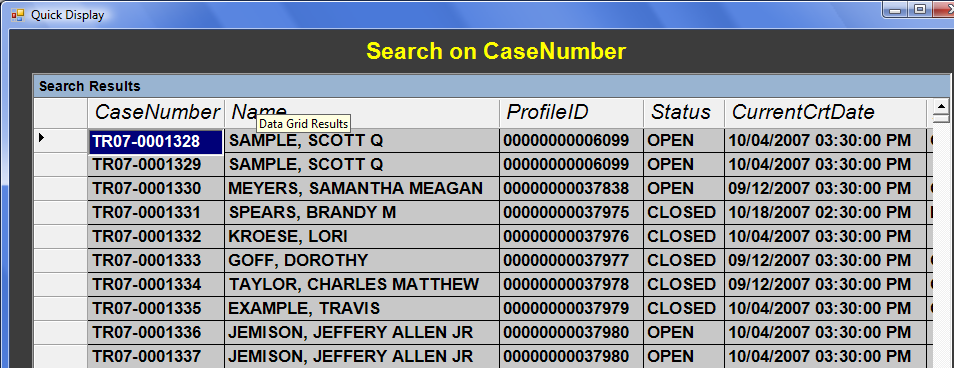 Quick Display
Search on CaseNumber
Search Results
CaseNumber Name ProfileID Status CurrentCrtDate
Data Grid Results
TR07-0001328 SAMPLE, SCOTT Q 00000000006099 OPEN 10/04/2007 03:30:00 PM
TR07-0001329 SAMPLE, SCOTT Q 00000000006099 OPEN 10/04/2007 03:30:00 PM
TR07-0001330 MEYERS, SAMANTHA MEAGAN 00000000037838 OPEN 09/12/2007 03:30:00 PM
TR07-0001331 SPEARS, BRANDY M 00000000037975 CLOSED 10/18/2007 02:30:00 PM
TR07-0001332 KROESE, LORI 00000000037976 CLOSED 10/04/2007 03:30:00 PM
TR07-0001333 GOFF, DOROTHY 00000000037977 CLOSED 09/12/2007 03:30:00 PM
TR07-0001334 TAYLOR, CHARLES MATTHEW 00000000037978 CLOSED 09/12/2007 03:30:00 PM
TR07-0001335 EXAMPLE, TRAVIS 00000000037979 CLOSED 10/04/2007 03:30:00 PM
TR07-0001336 JEMISON, JEFFERY ALLEN JR 00000000037980 OPEN 10/04/2007 03:30:00 PM
TR07-0001337 JEMISON, JEFFERY ALLEN JR 00000000037980 OPEN 10/04/2007 03:30:00 PM